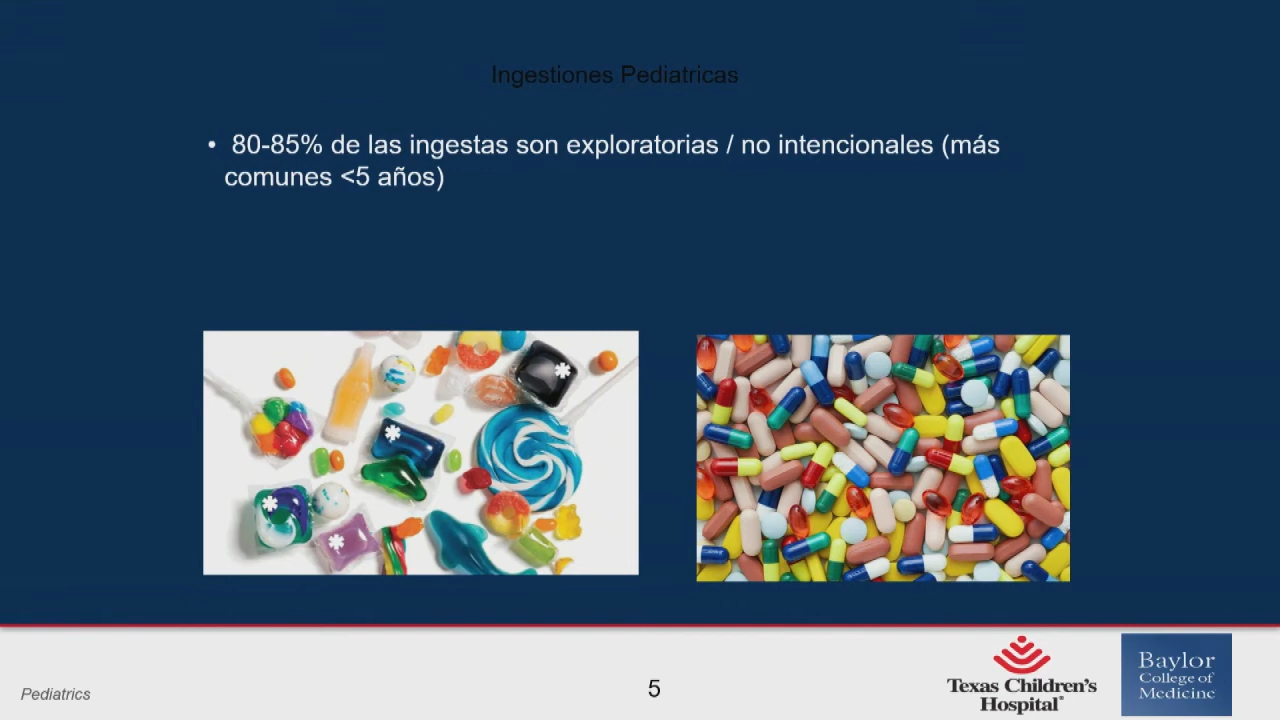 Ingestiones Pediatricas
• 80-85% de las ingestas son exploratorias / no intencionales (más
comunes <5 años)
Pediatrics
5
Texas Children's
Hospital®
Baylor
College of
Medicine